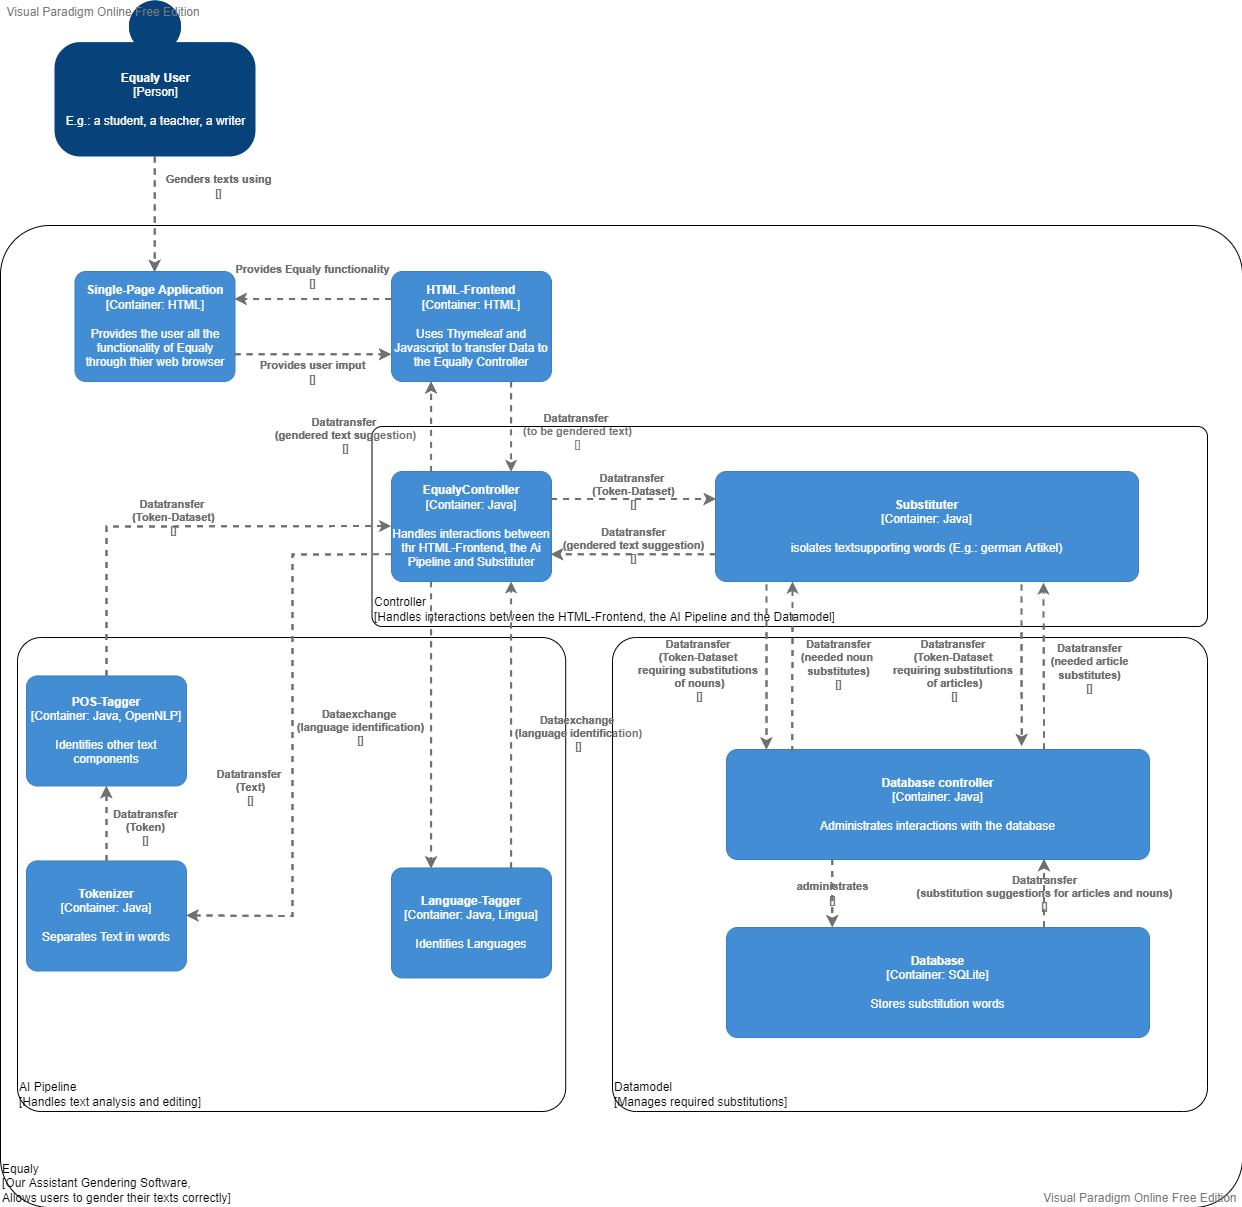 Visual Paradigm Online Free Edition
Equaly User
[Person]
E.g.: a student, a teacher, a writer
Genders texts using
[]
Single-Page Application
[Container: HTML]
Provides the user all the
functionality of Equaly
through thier web browser
Provides Equaly functionality
[]
Provides user imput
[]
HTML-Frontend
[Container: HTML]
Uses Thymeleaf and
Javascript to transfer Data to
the Equally Controller
Datatransfer
(gendered text suggestion)
[]
Datatransfer
(to be gendered text)
[]
Datatransfer
(Token-Dataset)
[]
EqualyController
[Container: Java]
Handles interactions between
thr HTML-Frontend, the Ai
Pipeline and Substituter
Datatransfer
(Token-Dataset)
[]
Datatransfer
(gendered text suggestion)
[]
Substituter
[Container: Java]
isolates textsupporting words (E.g.: german Artikel)
Controller
[Handles interactions between the HTML-Frontend, the AI Pipeline and the Datamodel]
POS-Tagger
[Container: Java, OpenNLP]
Identifies other text
components
Datatransfer
(Token)
[]
Tokenizer
[Container: Java]
Separates Text in words
Datatransfer
(Text)
[]
Dataexchange
(language identification)
[]
Dataexchange
(language identification)
[]
Language-Tagger
[Container: Java, Lingua]
Identifies Languages
AI Pipeline
[Handles text analysis and editing]
Datatransfer
(Token-Dataset
requiring substitutions
of nouns)
[]
Datatransfer
(needed noun
substitutes)
[]
Datatransfer
(Token-Dataset
requiring substitutions
of articles)
[]
Datatransfer
(needed article
substitutes)
[]
Database controller
[Container: Java]
Administrates interactions with the database
administrates
[]
Datatransfer
(substitution suggestions for articles and nouns)
[]
Database
[Container: SQLite]
Stores substitution words
Datamodel
[Manages required substitutions]
Equaly
[Our Assistant Gendering Software,
Allows users to gender their texts correctly]
Visual Paradigm Online Free Edition